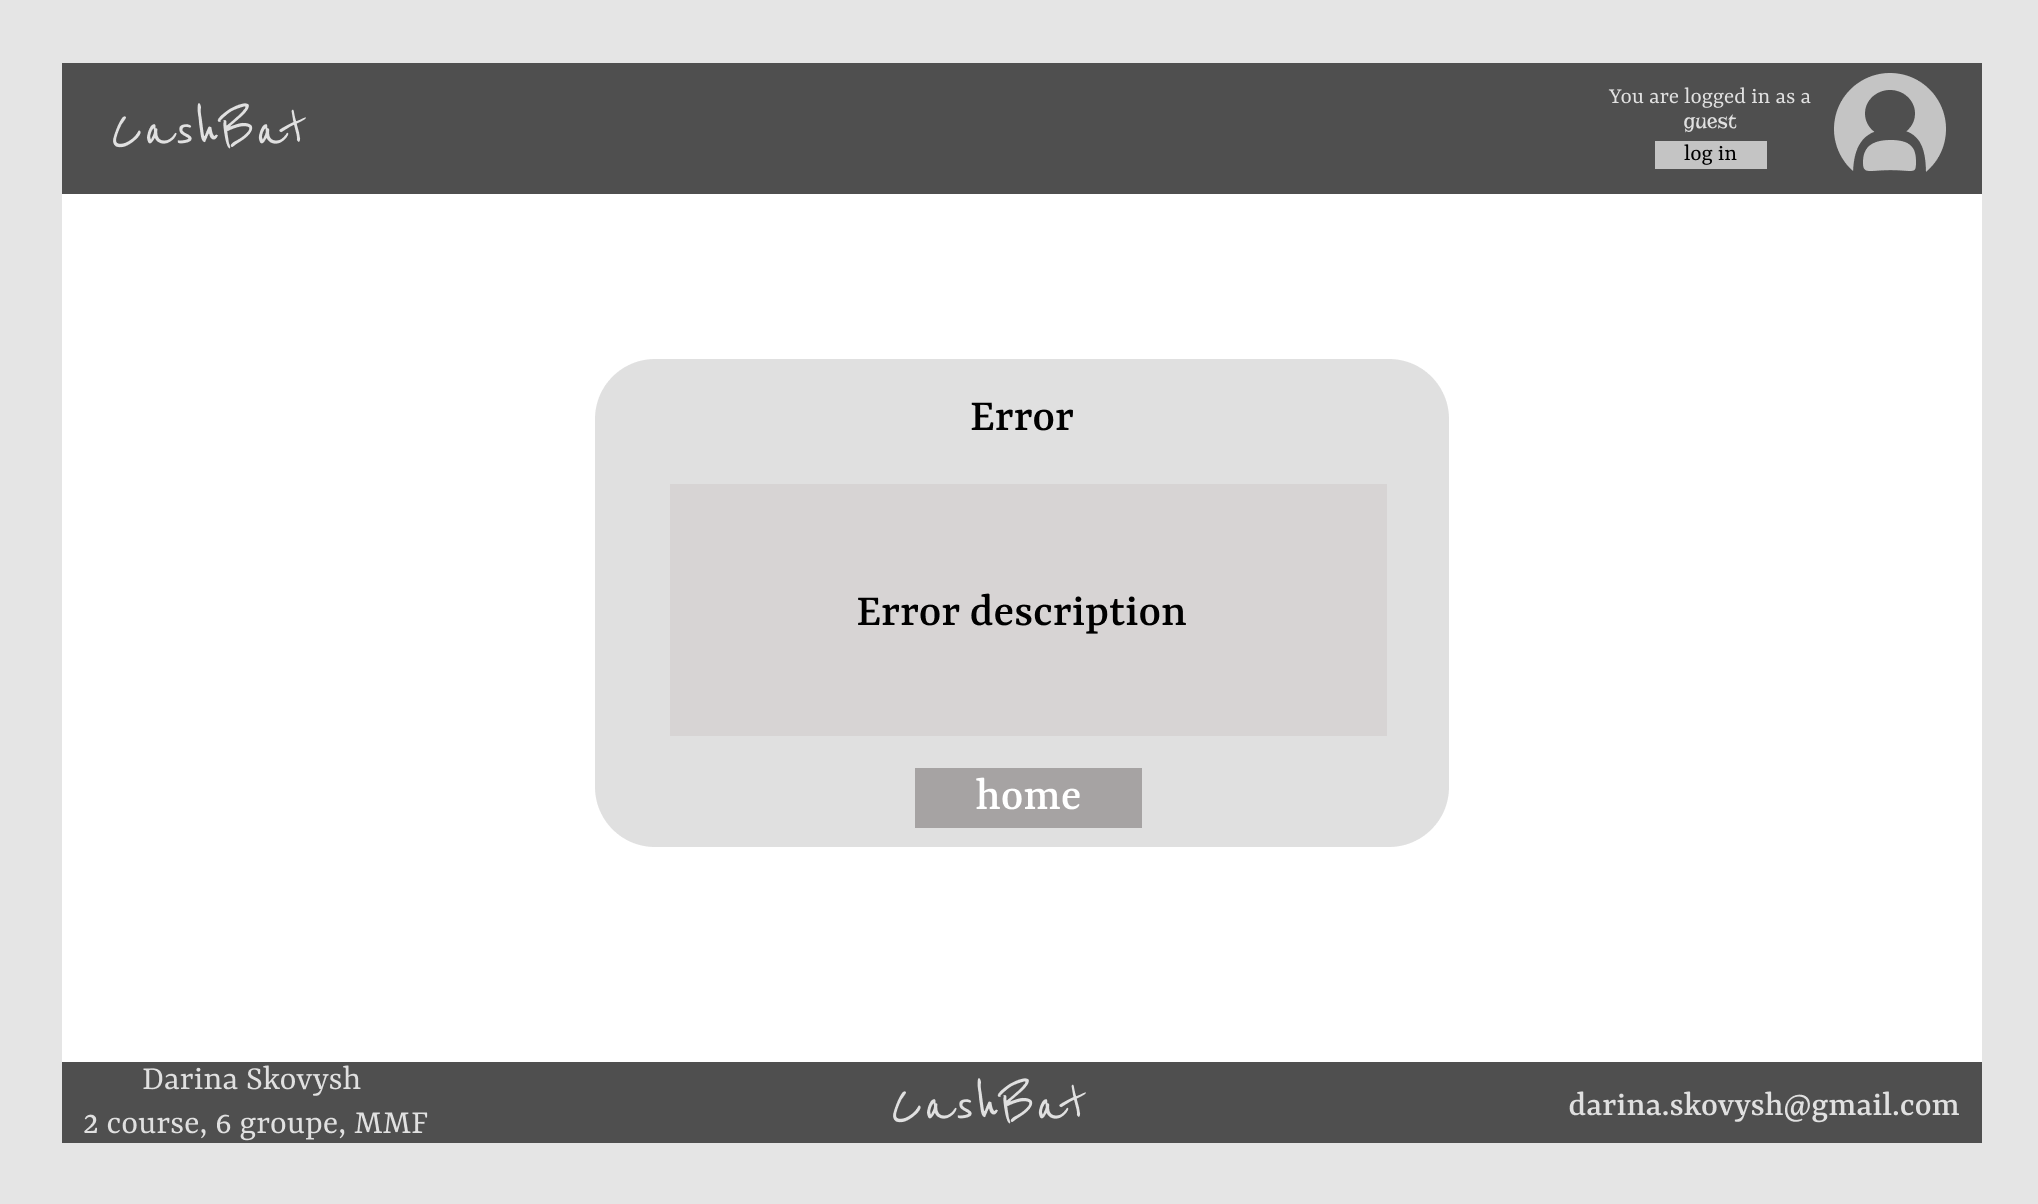 CashBat
You are logged in as a
guest
log in
Error
Error description
home
Darina Skovysh
2 course, 6 groupe, MMF
CashBat
darina.skovysh@gmail.com